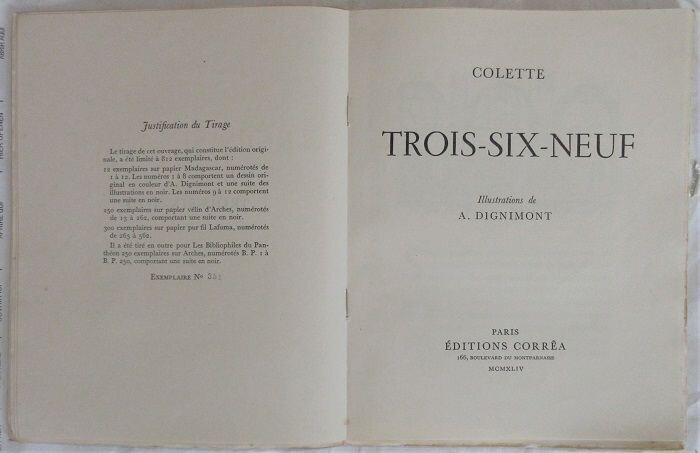 Justification du Tirage
Le tirage de cet ouvrage, qui constitue l'édition origi-
nale, a été limité à 812 exemplaires, dont :
12 exemplaires sur papier Madagascar, numérotés de
1 à 12. Les numéros 1 à 8 comportent un dessin ori-
ginal en couleur d'A. Dignimont et une suite des
illustrations en noir. Les numéros 9 à 12 comportent
une suite en noir.
250 exemplaires sur papier vélin d'Arches, numérotés
de 13 à 262, comportant une suite en noir.
300 exemplaires sur papier pur fil Lafuma, numérotés
de 263 à 562.
Il a été tiré en outre pour Les Bibliophiles du Pan-
théon 250 exemplaires sur Arches, numérotés B. P. 1 à
B. P. 250, comportant une suite en noir.
EXEMPLAIRE No
COLETTE
TROIS-SIX-NEUF
Illustrations de
A. DIGNIMONT
PARIS
ÉDITIONS CORRÊA
166, BOULEVARD DU MONTPARNASSE
MCMXLIV